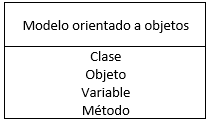 Modelo orientado a objetos
Clase
Objeto
Variable
Método